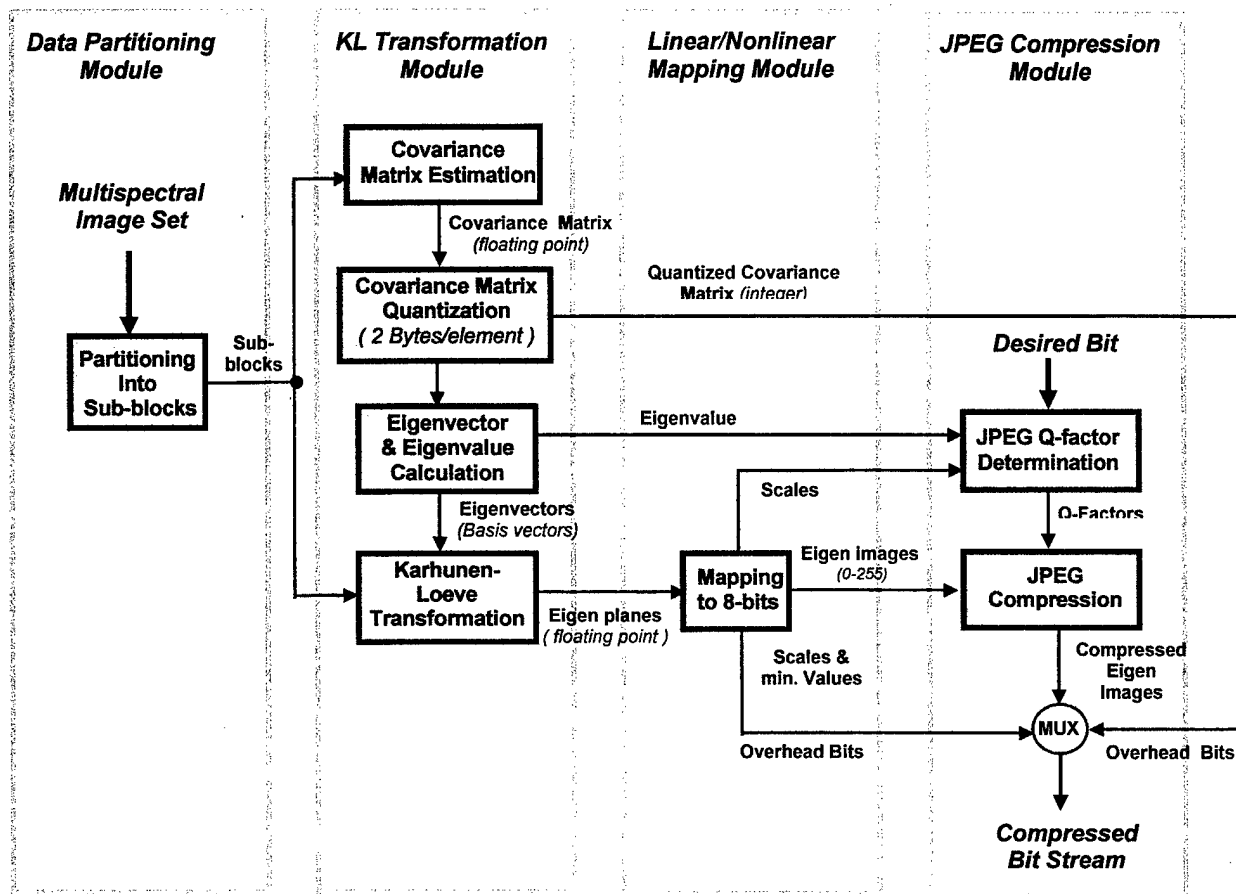 Data Partitioning
Module
KL Transformation
Module
Linear/Nonlinear
Mapping Module
JPEG Compression
Module
Multispectral
Image Set
Partitioning
Into
Sub-blocks
Sub-
blocks
Covariance
Matrix Estimation
Covariance Matrix
(floating point)
Covariance Matrix
Quantization
( 2 Bytes/element )
Quantized Covariance
Matrix (integer)
Eigenvector
& Eigenvalue
Calculation
Eigenvalue
Eigenvectors
(Basis vectors)
Karhunen-
Loeve
Transformation
Eigen planes
( floating point )
Mapping
to 8-bits
Scales
Eigen images
(0-255)
Scales &
min. Values
Overhead Bits
Desired Bit
JPEG Q-factor
Determination
Q-Factors
JPEG
Compression
Compressed
Eigen
Images
MUX
Overhead Bits
Compressed
Bit Stream